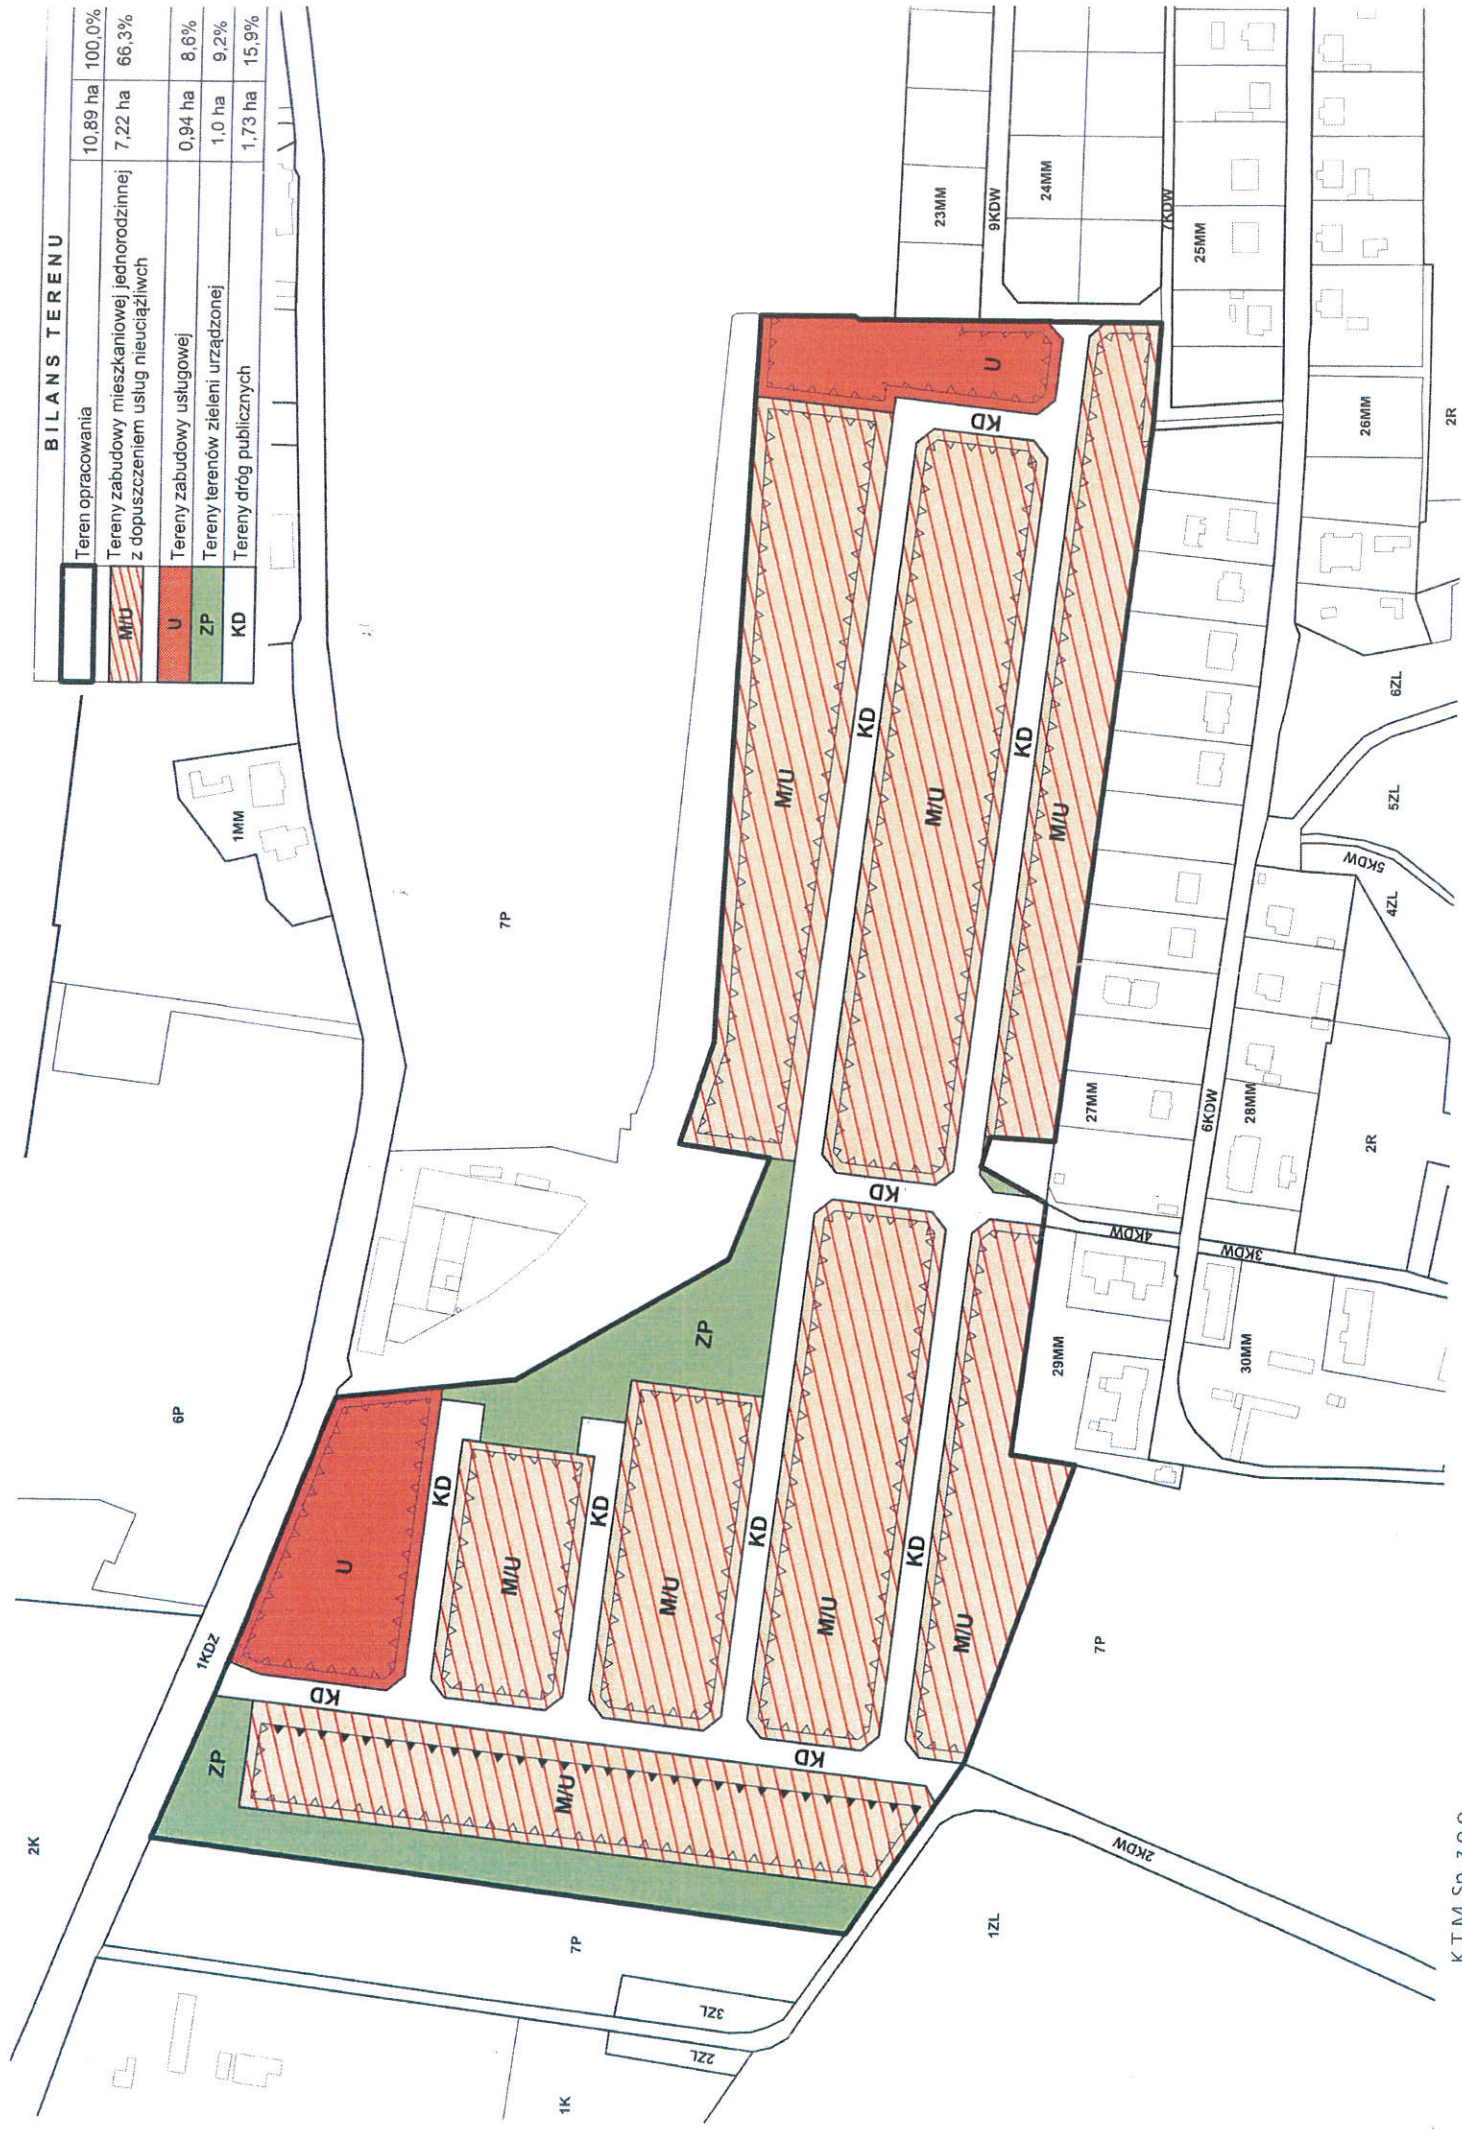 BILANS TERENU
Teren opracowania 10,89 ha 100,0%
M/U Tereny zabudowy mieszkaniowej jednorodzinnej 7,22 ha 66,3%
z dopuszczeniem usług nieuciążliwch
U Tereny zabudowy usługowej 0,94 ha 8,6%
ZP Tereny terenów zieleni urządzonej 1,0 ha 9,2%
KD Tereny dróg publicznych 1,73 ha 15,9%
2K
6P
1MM
1KDZ
7P
ZP
KD
U
KD
M/U
KD
M/U
M/U
KD
ZP
KD
M/U
KD
M/U
KD
M/U
KD
M/U
KD
M/U
KD
M/U
U
23MM
9KDW
24MM
7KDW
25MM
26MM
2R
6ZL
5ZL
5KDW
4ZL
27MM
6KDW
28MM
2R
4KDW
3KDW
29MM
30MM
7P
2KDW
1ZL
7P
3ZL
2ZL
1K
K T M Sp. z o.o.